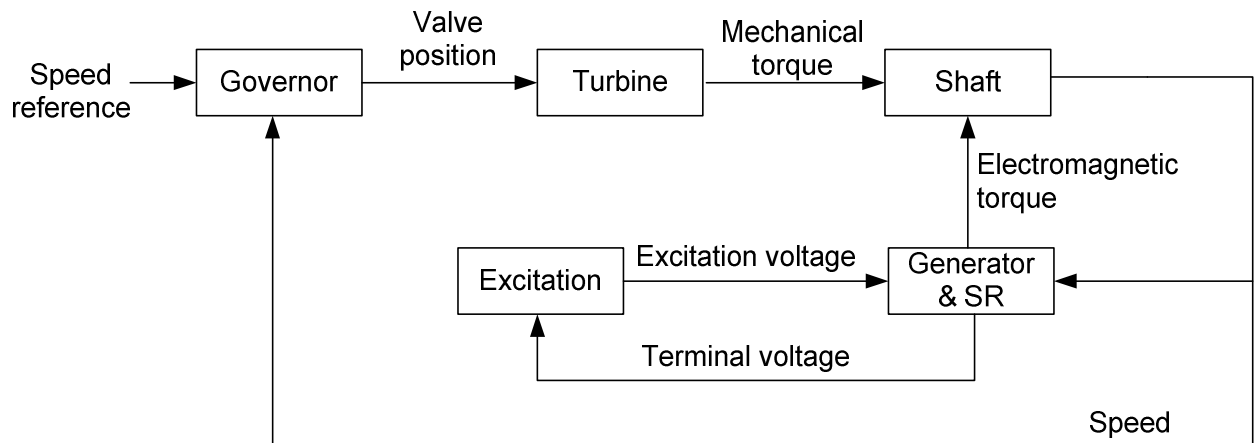 Speed
reference
Governor
Valve
position
Turbine
Mechanical
torque
Shaft
Electromagnetic
torque
Excitation
Excitation voltage
Generator
& SR
Terminal voltage
Speed